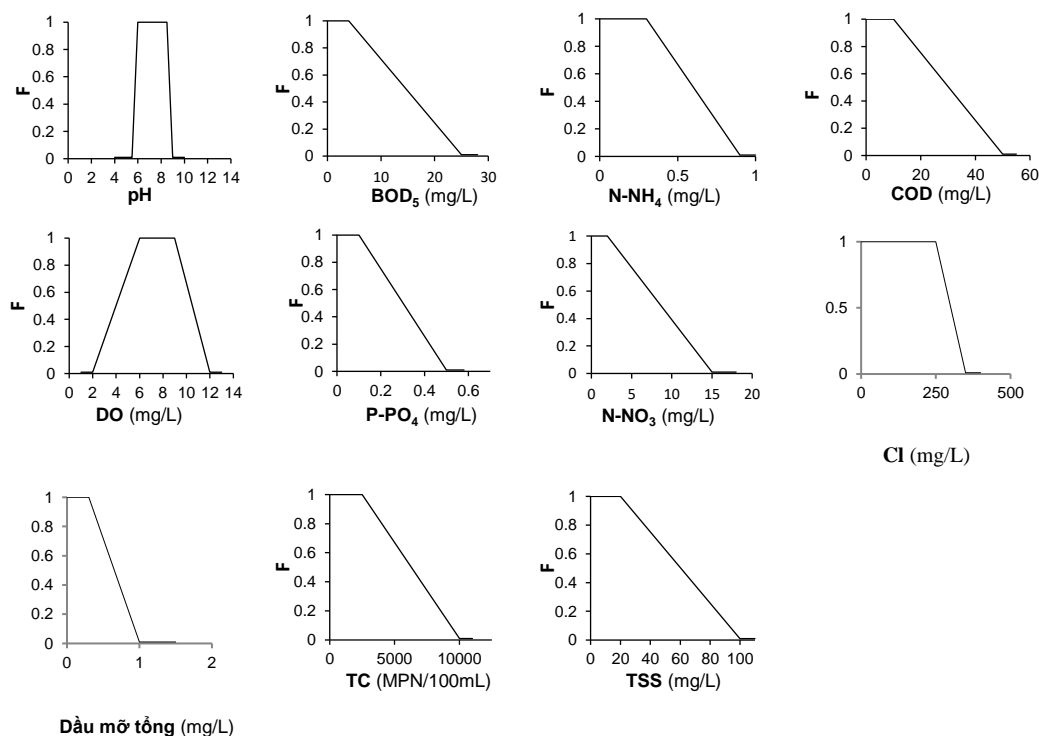 1
0.8
0.6
0.4
0.2
0
F
0 2 4 6 8 10 12 14
pH
1
0.8
0.6
0.4
0.2
0
F
0 10 20 30
BOD₅ (mg/L)
1
0.8
0.6
0.4
0.2
0
F
0 0.5 1
N-NH₄ (mg/L)
1
0.8
0.6
0.4
0.2
0
F
0 20 40 60
COD (mg/L)
1
0.8
0.6
0.4
0.2
0
F
0 2 4 6 8 10 12 14
DO (mg/L)
1
0.8
0.6
0.4
0.2
0
F
0 0.2 0.4 0.6
P-PO₄ (mg/L)
1
0.8
0.6
0.4
0.2
0
F
0 5 10 15 20
N-NO₃ (mg/L)
1
0.5
0
0 250 500
Cl (mg/L)
1
0.8
0.6
0.4
0.2
0
0 1 2
Dầu mỡ tổng (mg/L)
1
0.8
0.6
0.4
0.2
0
F
0 5000 10000
TC (MPN/100mL)
1
0.8
0.6
0.4
0.2
0
F
0 20 40 60 80 100
TSS (mg/L)